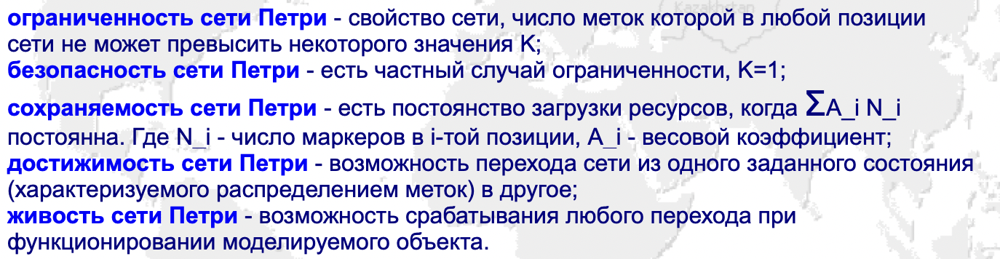 ограниченность сети Петри - свойство сети, число меток которой в любой позиции
сети не может превысить некоторого значения K;
безопасность сети Петри - есть частный случай ограниченности, K=1;
сохраняемость сети Петри - есть постоянство загрузки ресурсов, когда ΣA_i N_i
постоянна. Где N_i - число маркеров в i-той позиции, A_i - весовой коэффициент;
достижимость сети Петри - возможность перехода сети из одного заданного состояния
(характеризуемого распределением меток) в другое;
живость сети Петри - возможность срабатывания любого перехода при
функционировании моделируемого объекта.
Kazakhstan